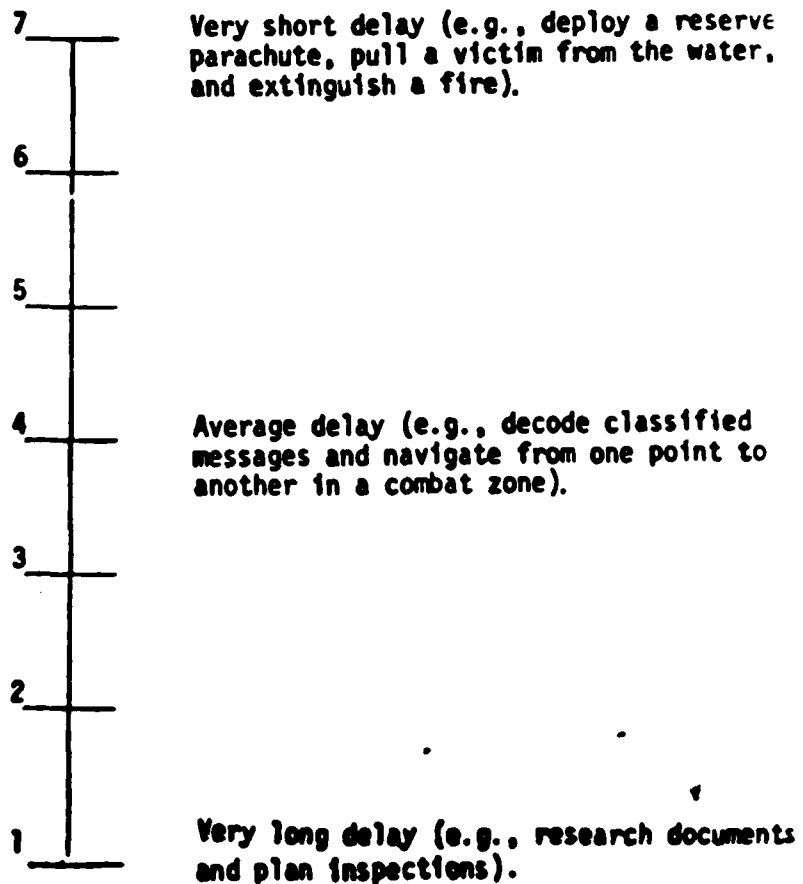 7 Very short delay (e.g., deploy a reserve
parachute, pull a victim from the water,
and extinguish a fire).
6
5
4 Average delay (e.g., decode classified
messages and navigate from one point to
another in a combat zone).
3
2
1 Very long delay (e.g., research documents
and plan inspections).